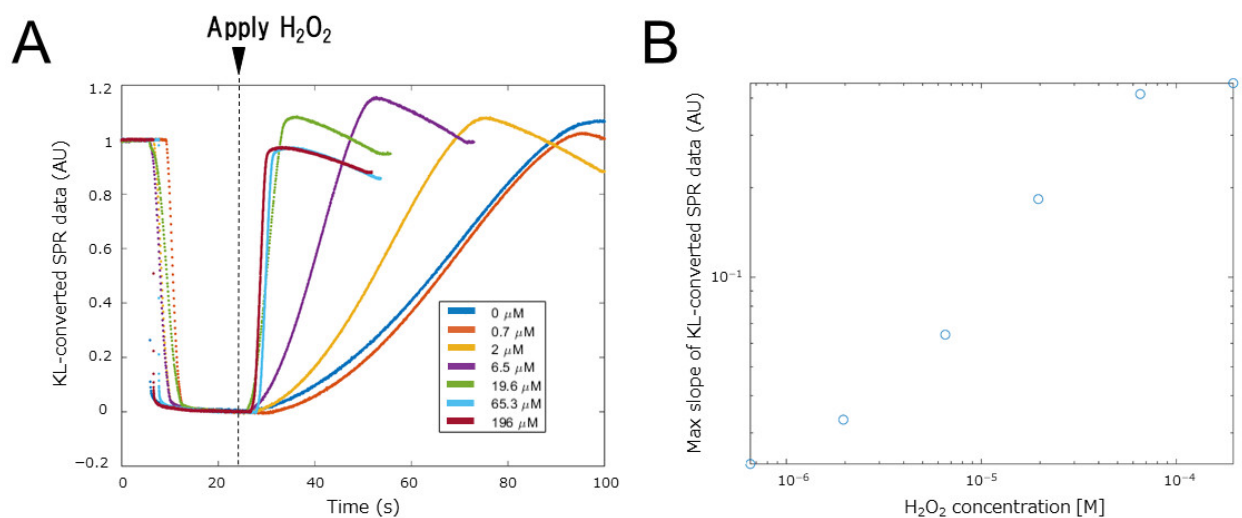 A
Apply H₂O₂
KL-converted SPR data (AU)
1.2
1
0.8
0.6
0.4
0.2
0
−0.2
0 μM
0.7 μM
2 μM
6.5 μM
19.6 μM
65.3 μM
196 μM
0 20 40 60 80 100
Time (s)
B
Max slope of KL-converted SPR data (AU)
10⁻¹
10⁻⁶ 10⁻⁵ 10⁻⁴
H₂O₂ concentration [M]